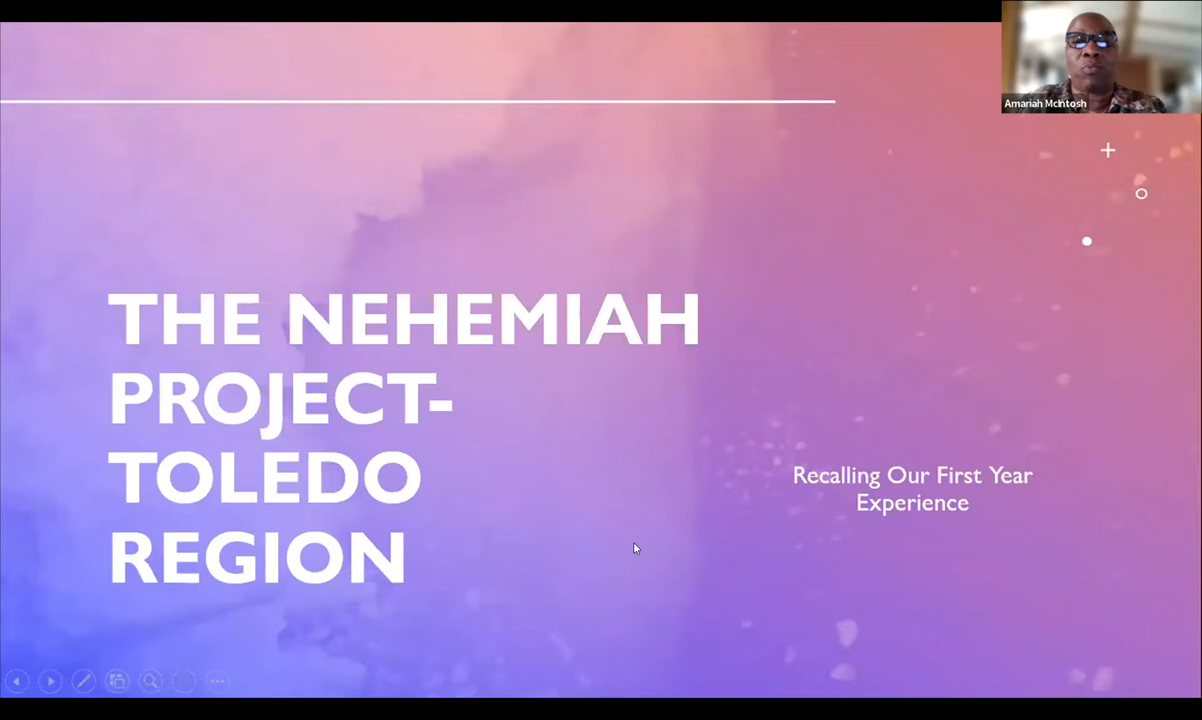 Amariah McIntosh
THE NEHEMIAH
PROJECT-
TOLEDO
REGION
Recalling Our First Year
Experience